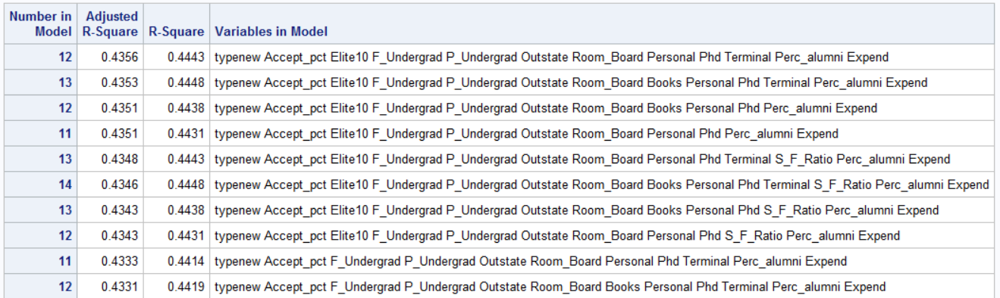 Number in Model Adjusted R-Square R-Square Variables in Model
12 0.4356 0.4443 typenew Accept_pct Elite10 F_Undergrad P_Undergrad Outstate Room_Board Personal Phd Terminal Perc_alumni Expend
13 0.4353 0.4448 typenew Accept_pct Elite10 F_Undergrad P_Undergrad Outstate Room_Board Books Personal Phd Terminal Perc_alumni Expend
12 0.4351 0.4438 typenew Accept_pct Elite10 F_Undergrad P_Undergrad Outstate Room_Board Books Personal Phd Perc_alumni Expend
11 0.4351 0.4431 typenew Accept_pct Elite10 F_Undergrad P_Undergrad Outstate Room_Board Personal Phd Perc_alumni Expend
13 0.4348 0.4443 typenew Accept_pct Elite10 F_Undergrad P_Undergrad Outstate Room_Board Personal Phd Terminal S_F_Ratio Perc_alumni Expend
14 0.4346 0.4448 typenew Accept_pct Elite10 F_Undergrad P_Undergrad Outstate Room_Board Books Personal Phd Terminal S_F_Ratio Perc_alumni Expend
13 0.4343 0.4438 typenew Accept_pct Elite10 F_Undergrad P_Undergrad Outstate Room_Board Books Personal Phd S_F_Ratio Perc_alumni Expend
12 0.4343 0.4431 typenew Accept_pct Elite10 F_Undergrad P_Undergrad Outstate Room_Board Personal Phd S_F_Ratio Perc_alumni Expend
11 0.4333 0.4414 typenew Accept_pct F_Undergrad P_Undergrad Outstate Room_Board Personal Phd Terminal Perc_alumni Expend
12 0.4331 0.4419 typenew Accept_pct F_Undergrad P_Undergrad Outstate Room_Board Books Personal Phd Terminal Perc_alumni Expend